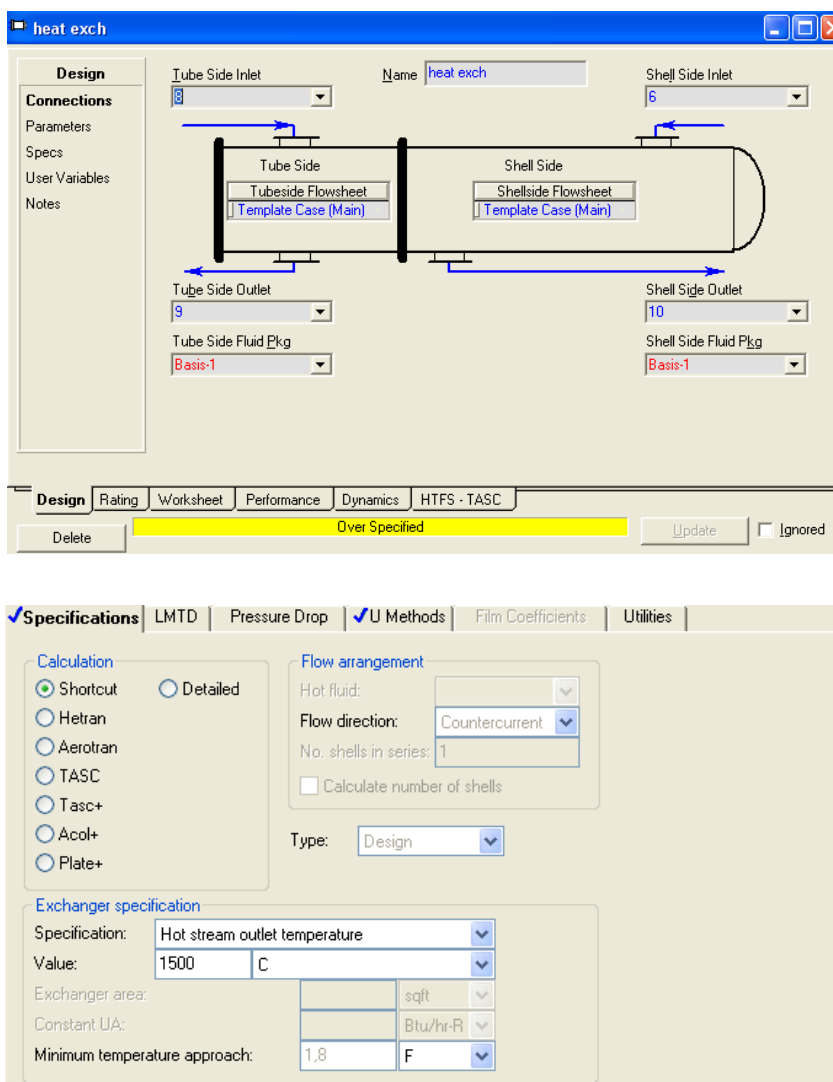 heat exch
Design
Connections
Parameters
Specs
User Variables
Notes
Tube Side Inlet
8
Name heat exch
Shell Side Inlet
6
Tube Side
Tubeside Flowsheet
Template Case (Main)
Shell Side
Shellside Flowsheet
Template Case (Main)
Tube Side Outlet
9
Shell Side Outlet
10
Tube Side Fluid Pkg
Basis-1
Shell Side Fluid Pkg
Basis-1
Design Rating Worksheet Performance Dynamics HTFS - TASC
Delete Over Specified Update Ignored
Specifications LMTD Pressure Drop U Methods Film Coefficients Utilities
Calculation
Shortcut Detailed
Hetran
Aerotran
TASC
Tasc+
Acol+
Plate+
Flow arrangement
Hot fluid:
Flow direction: Countercurrent
No. shells in series: 1
Calculate number of shells
Type: Design
Exchanger specification
Specification: Hot stream outlet temperature
Value: 1500 C
Exchanger area: sqft
Constant UA: Btu/hr-R
Minimum temperature approach: 1,8 F